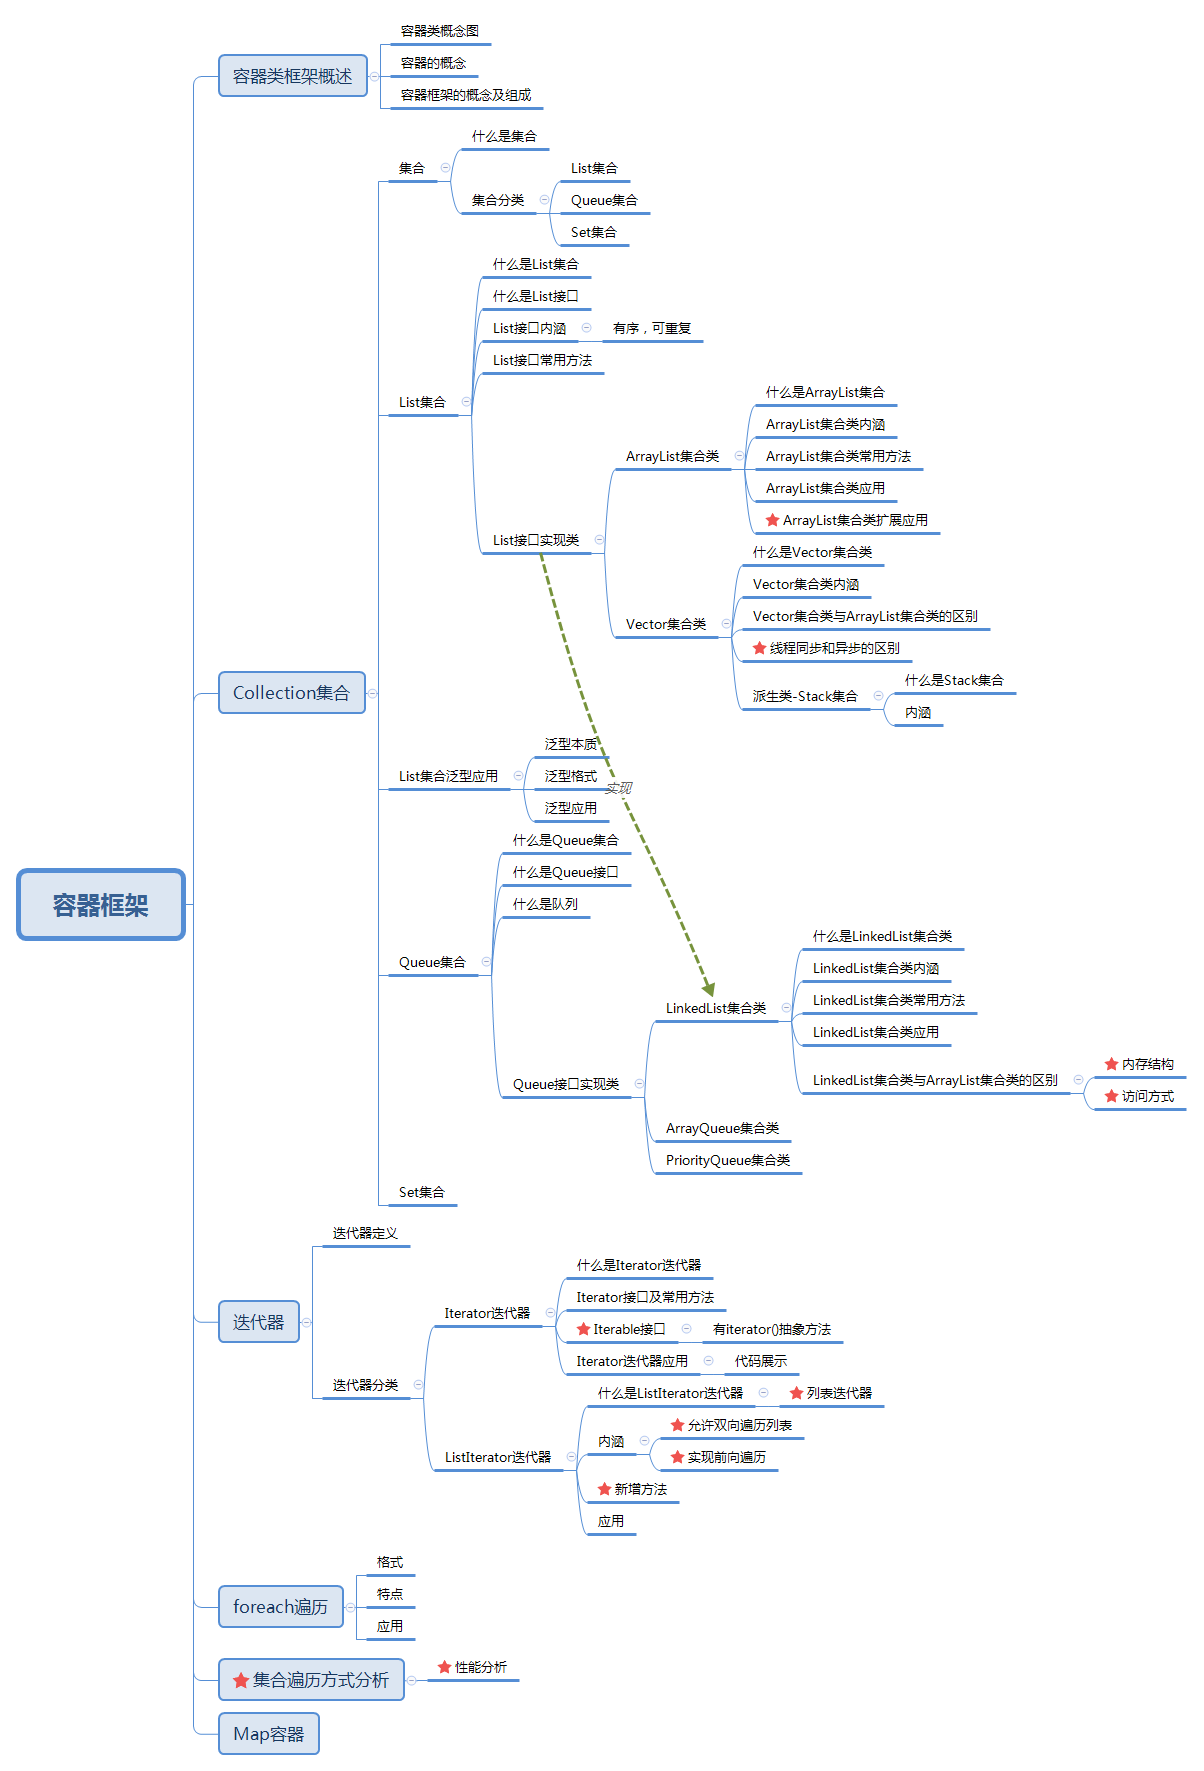 容器框架
容器类框架概述
容器类概念图
容器的概念
容器框架的概念及组成
Collection集合
集合
什么是集合
集合分类
List集合
Queue集合
Set集合
List集合
什么是List集合
什么是List接口
List接口内涵
有序，可重复
List接口常用方法
List接口实现类
ArrayList集合类
什么是ArrayList集合
ArrayList集合类内涵
ArrayList集合类常用方法
ArrayList集合类应用
ArrayList集合类扩展应用
Vector集合类
什么是Vector集合类
Vector集合类内涵
Vector集合类与ArrayList集合类的区别
线程同步和异步的区别
派生类-Stack集合
什么是Stack集合
内涵
List集合泛型应用
泛型本质
泛型格式
泛型应用
实现
Queue集合
什么是Queue集合
什么是Queue接口
什么是队列
Queue接口实现类
LinkedList集合类
什么是LinkedList集合类
LinkedList集合类内涵
LinkedList集合类常用方法
LinkedList集合类应用
LinkedList集合类与ArrayList集合类的区别
内存结构
访问方式
ArrayQueue集合类
PriorityQueue集合类
Set集合
迭代器
迭代器定义
迭代器分类
Iterator迭代器
什么是Iterator迭代器
Iterator接口及常用方法
Iterable接口
有iterator()抽象方法
Iterator迭代器应用
代码展示
ListIterator迭代器
什么是ListIterator迭代器
列表迭代器
内涵
允许双向遍历列表
实现前向遍历
新增方法
应用
foreach遍历
格式
特点
应用
集合遍历方式分析
性能分析
Map容器